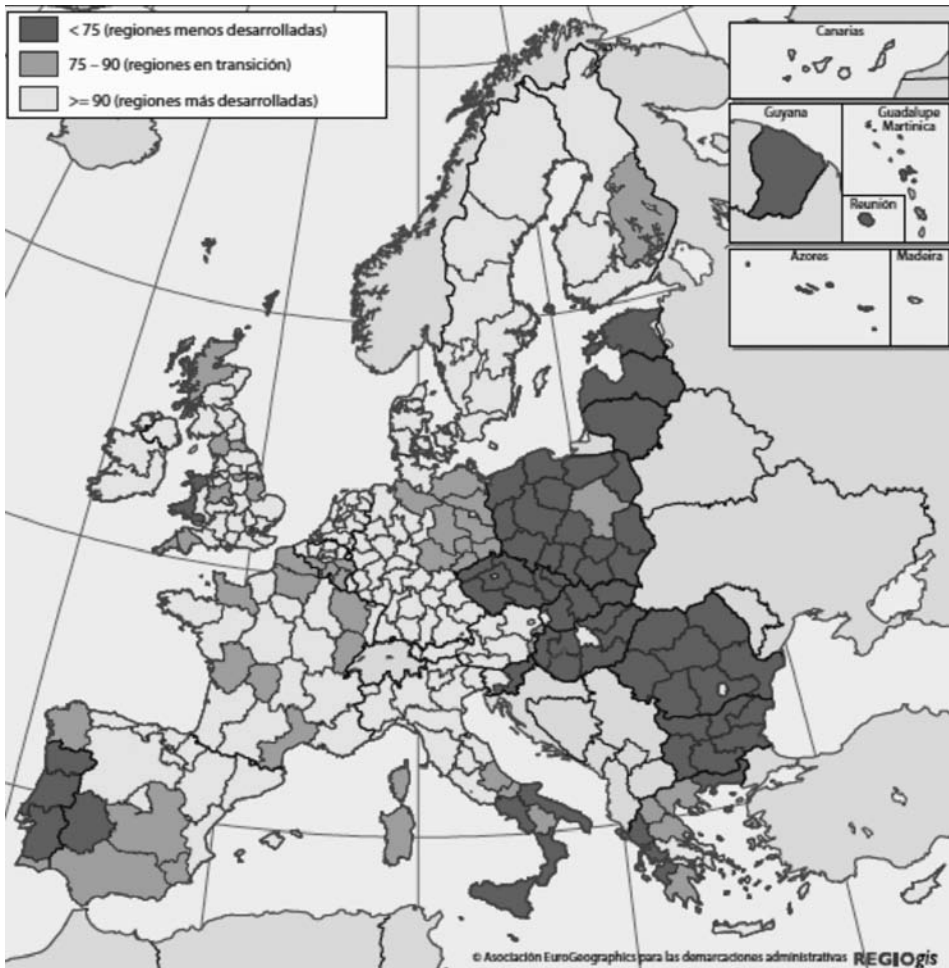 < 75 (regiones menos desarrolladas)
75 – 90 (regiones en transición)
>= 90 (regiones más desarrolladas)
Canarias
Guyana
Guadalupe
Martinica
Reunión
Azores
Madeira
© Asociación EuroGeographics para las demarcaciones administrativas REGIOgis